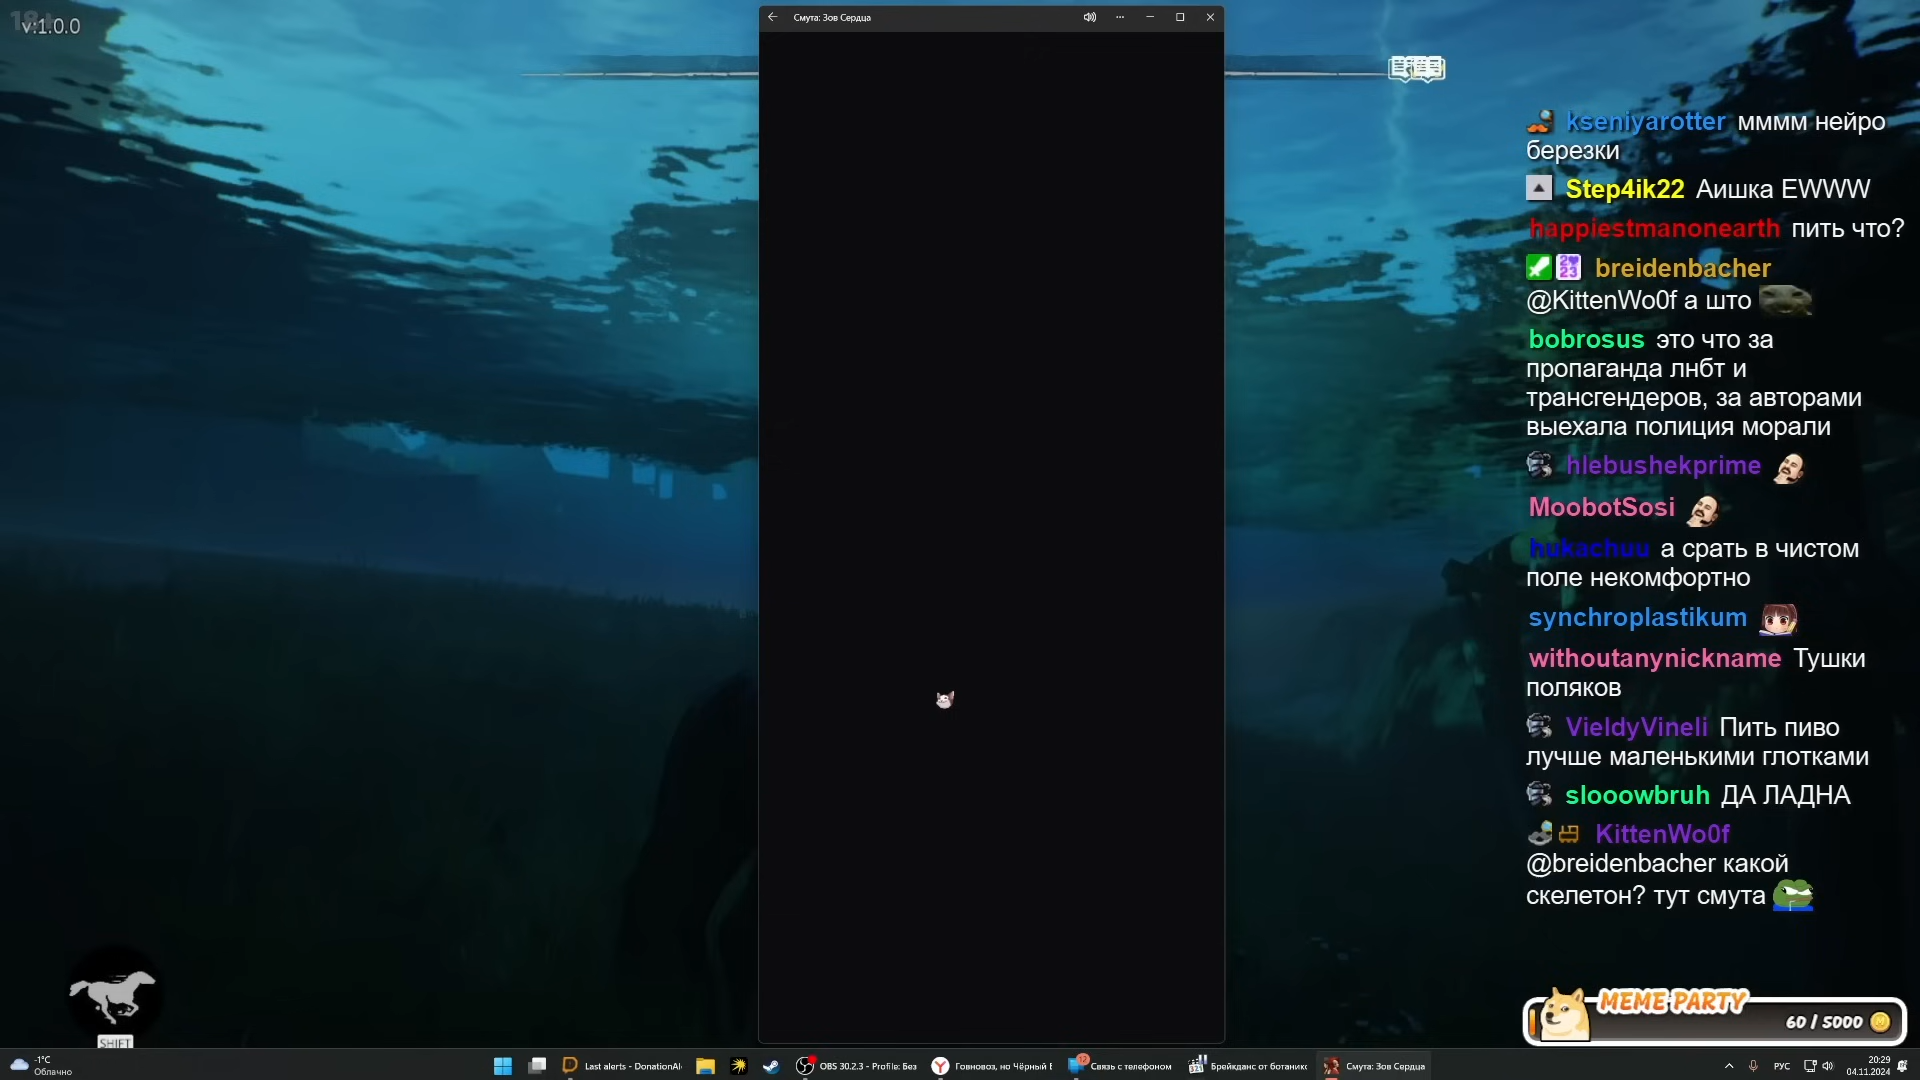 18+
v:1.0.0
Смута: Зов Сердца
kseniyarotter мммм нейро
березки
Step4ik22 Аишка EWWW
happiestmanonearth пить что?
breidenbacher
@KittenWo0f а што
bobrosus это что за
пропаганда лнбт и
трансгендеров, за авторами
выехала полиция морали
hlebushekprime
MoobotSosi
hukachuu а срать в чистом
поле некомфортно
synchroplastikum
withoutanynickname Тушки
поляков
VieldyVineli Пить пиво
лучше маленькими глотками
slooowbruh ДА ЛАДНА
KittenWo0f
@breidenbacher какой
скелетон? тут смута
MEME PARTY
60 / 5000
SHIFT
-1°C
Облачно
Last alerts - DonationAl
OBS 30.2.3 - Profile: Без
Говновоз, но Чёрный Е
12
Связь с телефоном
Брейкданс от ботаникс
Смута: Зов Сердца
РУС
20:29
04.11.2024